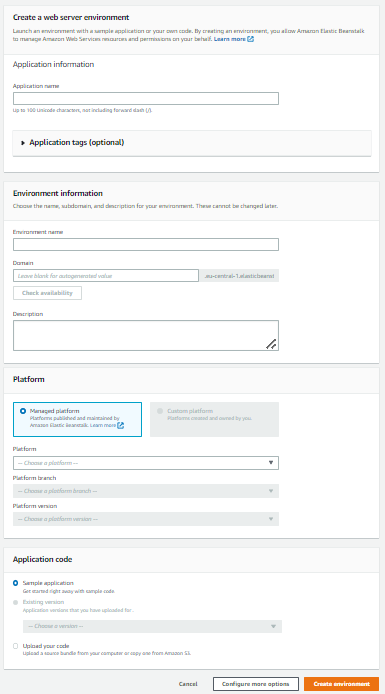 Create a web server environment
Launch an environment with a sample application or your own code. By creating an environment, you allow Amazon Elastic Beanstalk
to manage Amazon Web Services resources and permissions on your behalf. Learn more
Application information
Application name
Up to 100 Unicode characters, not including forward slash (/).
Application tags (optional)
Environment information
Choose the name, subdomain, and description for your environment. These cannot be changed later.
Environment name
Domain
Leave blank for autogenerated value
.eu-central-1.elasticbeanst
Check availability
Description
Platform
Managed platform
Platforms published and maintained by
Amazon Elastic Beanstalk. Learn more
Custom platform
Platforms created and owned by you.
Platform
-- Choose a platform --
Platform branch
-- Choose a platform branch --
Platform version
-- Choose a platform version --
Application code
Sample application
Get started right away with sample code
Existing version
Application versions that you have uploaded for.
-- Choose a version --
Upload your code
Upload a source bundle from your computer or copy one from Amazon S3.
Cancel
Configure more options
Create environment